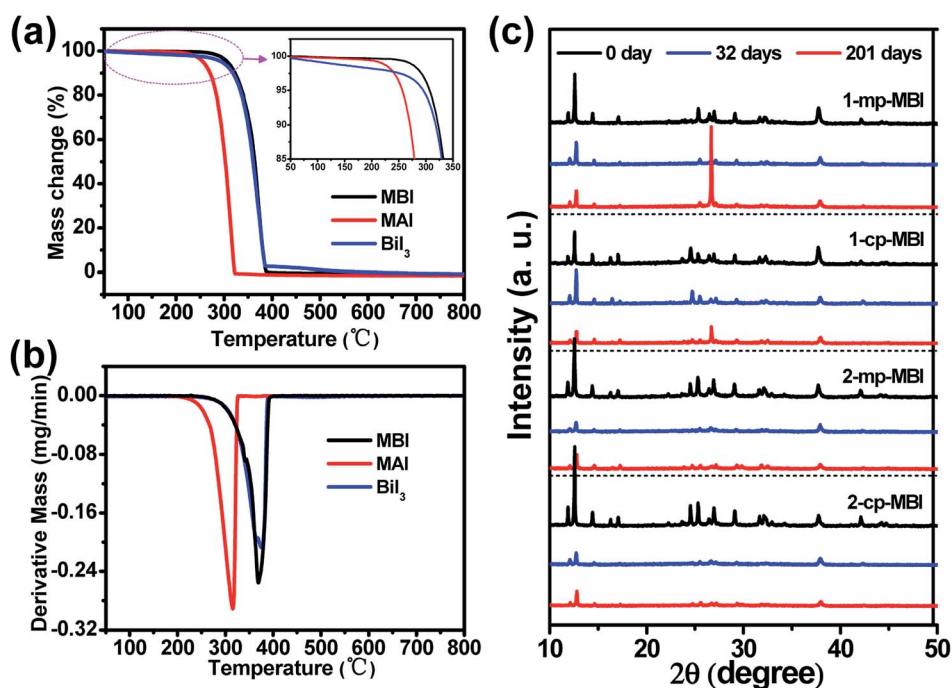 (a)
Mass change (%)
100
80
60
40
20
0
100
95
90
85
50 100 150 200 250 300 350
MBI
MAI
BiI₃
100 200 300 400 500 600 700 800
Temperature (℃)
(b)
Derivative Mass (mg/min)
0.00
-0.08
-0.16
-0.24
-0.32
MBI
MAI
BiI₃
100 200 300 400 500 600 700 800
Temperature(℃)
(c)
Intensity (a. u.)
0 day 32 days 201 days
1-mp-MBI
1-cp-MBI
2-mp-MBI
2-cp-MBI
10 20 30 40 50
2θ (degree)